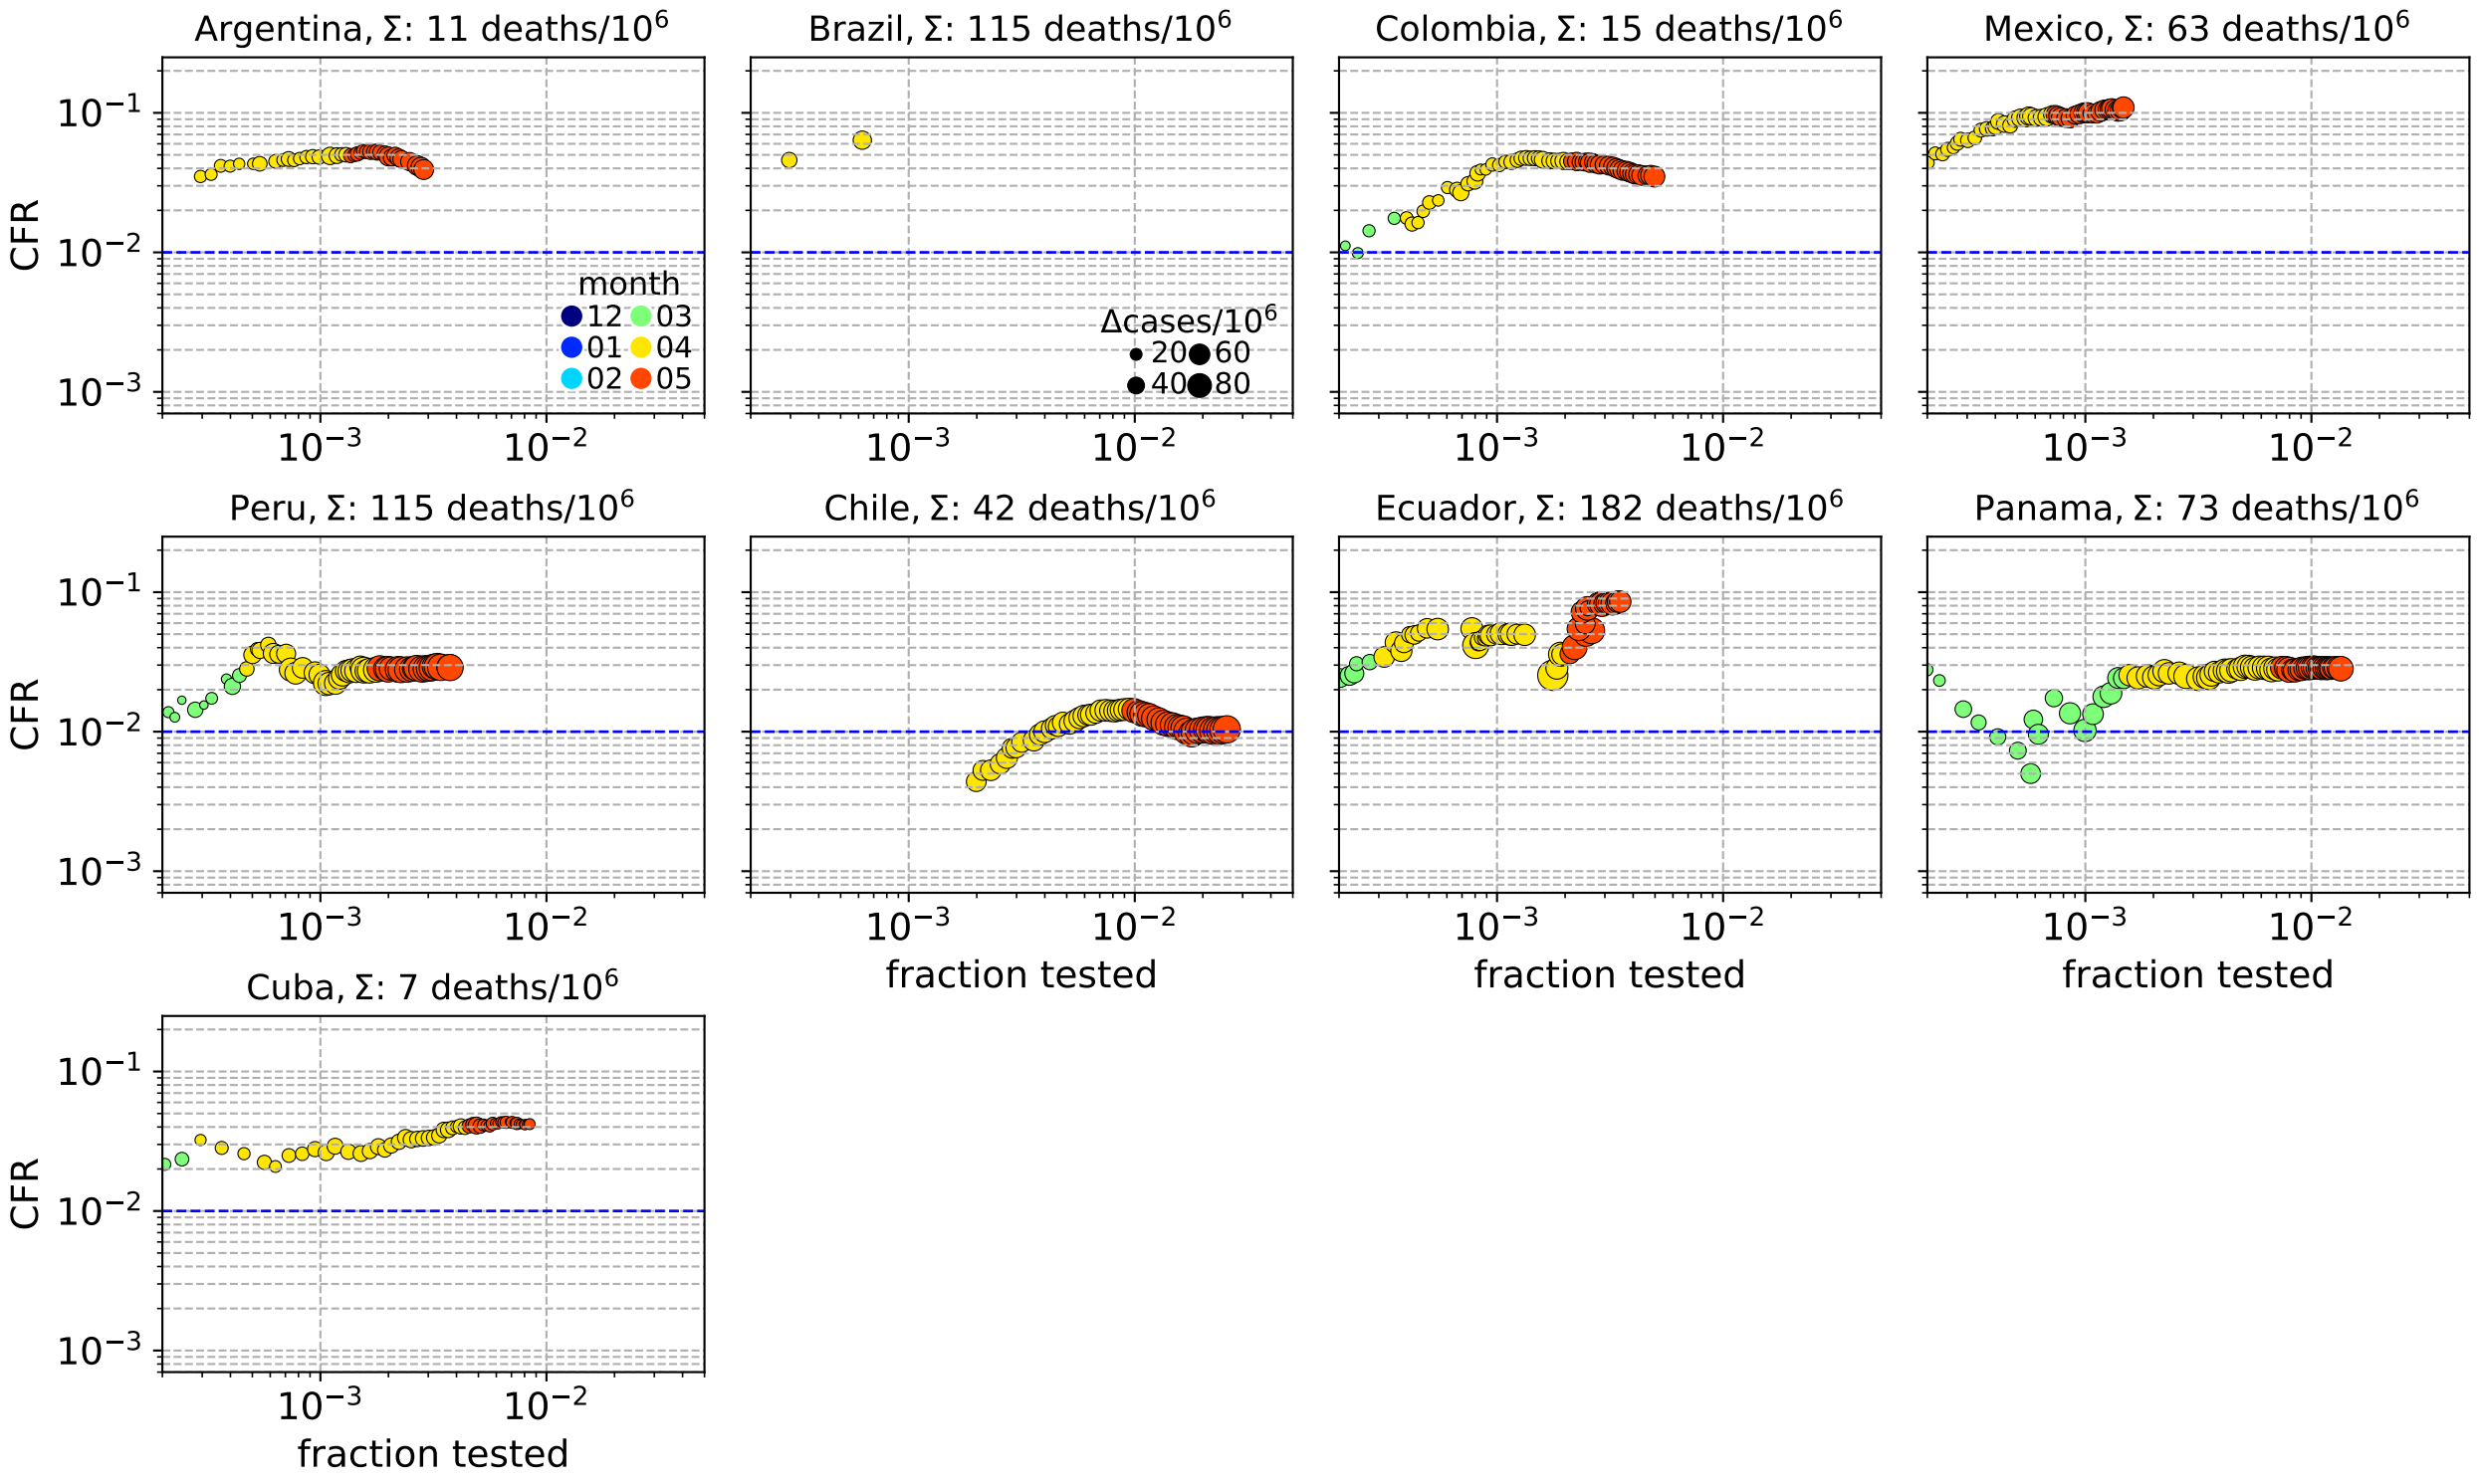 Argentina, Σ: 11 deaths/10⁶
Brazil, Σ: 115 deaths/10⁶
Colombia, Σ: 15 deaths/10⁶
Mexico, Σ: 63 deaths/10⁶
CFR
10⁻¹
10⁻²
10⁻³
month
12 03
01 04
02 05
Δcases/10⁶
20 60
40 80
10⁻³ 10⁻²
10⁻³ 10⁻²
10⁻³ 10⁻²
10⁻³ 10⁻²
Peru, Σ: 115 deaths/10⁶
Chile, Σ: 42 deaths/10⁶
Ecuador, Σ: 182 deaths/10⁶
Panama, Σ: 73 deaths/10⁶
CFR
10⁻¹
10⁻²
10⁻³
10⁻³ 10⁻²
10⁻³ 10⁻²
10⁻³ 10⁻²
10⁻³ 10⁻²
fraction tested
fraction tested
fraction tested
Cuba, Σ: 7 deaths/10⁶
CFR
10⁻¹
10⁻²
10⁻³
10⁻³ 10⁻²
fraction tested